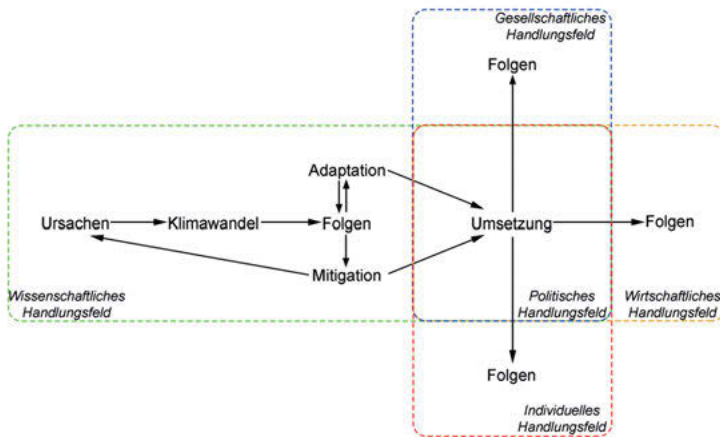 Gesellschaftliches
Handlungsfeld
Folgen
Adaptation
Ursachen
Klimawandel
Folgen
Umsetzung
Folgen
Mitigation
Wissenschaftliches
Handlungsfeld
Politisches
Handlungsfeld
Wirtschaftliches
Handlungsfeld
Folgen
Individuelles
Handlungsfeld